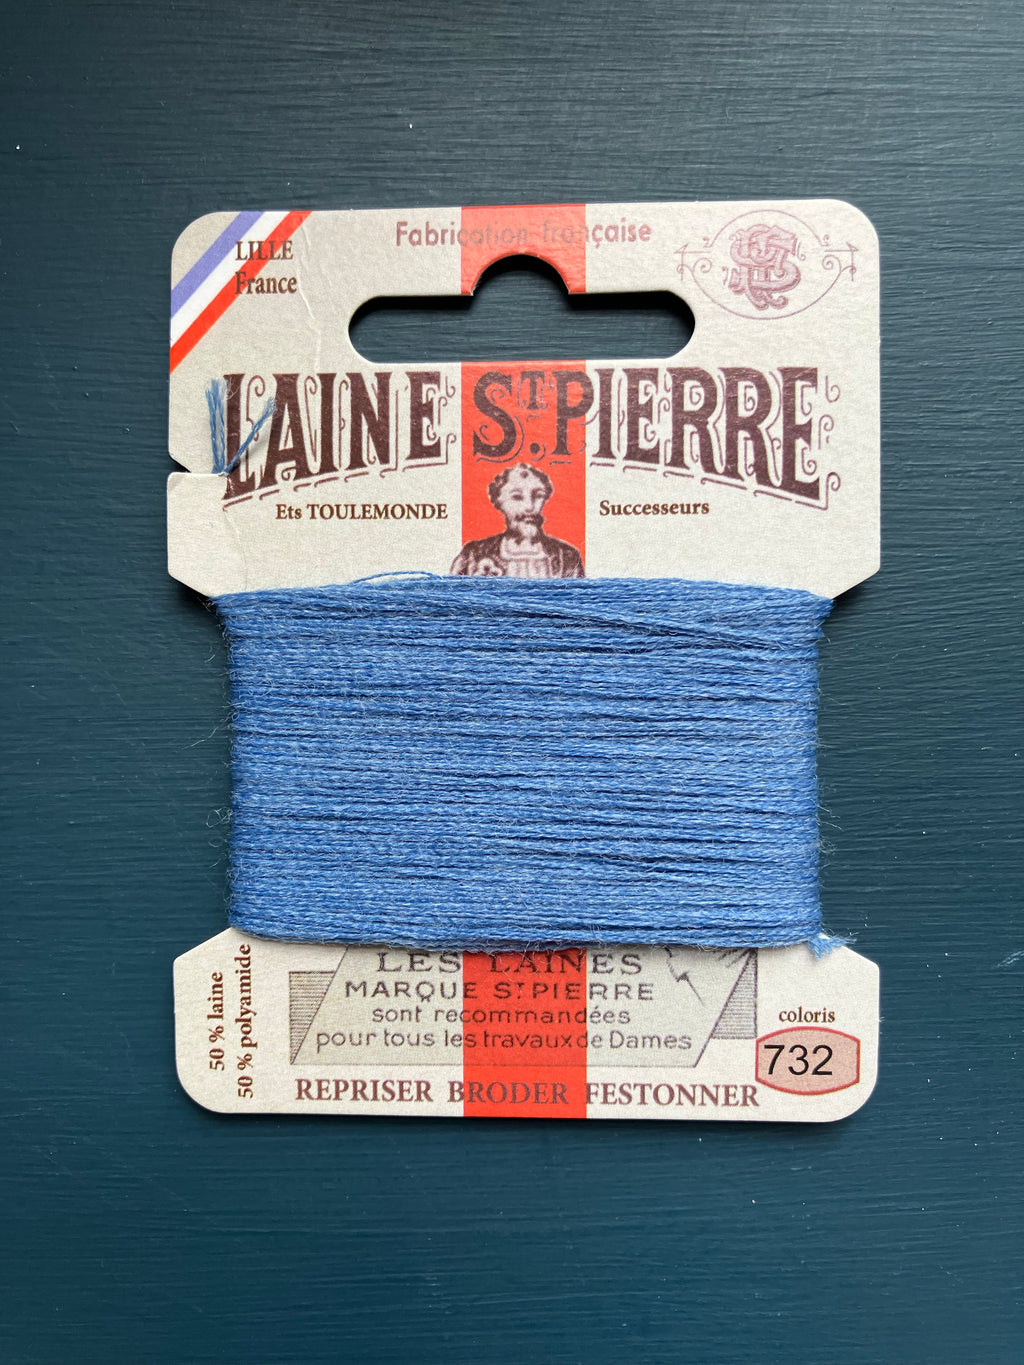 Fabrication française
LILLE
France
LAINE ST. PIERRE
Ets TOULEMONDE Successeurs
LES LAINES
MARQUE ST PIERRE
sont recommandées
pour tous les travaux de Dames
REPRISER BRODER FESTONNER
50 % laine
50 % polyamide
coloris
732